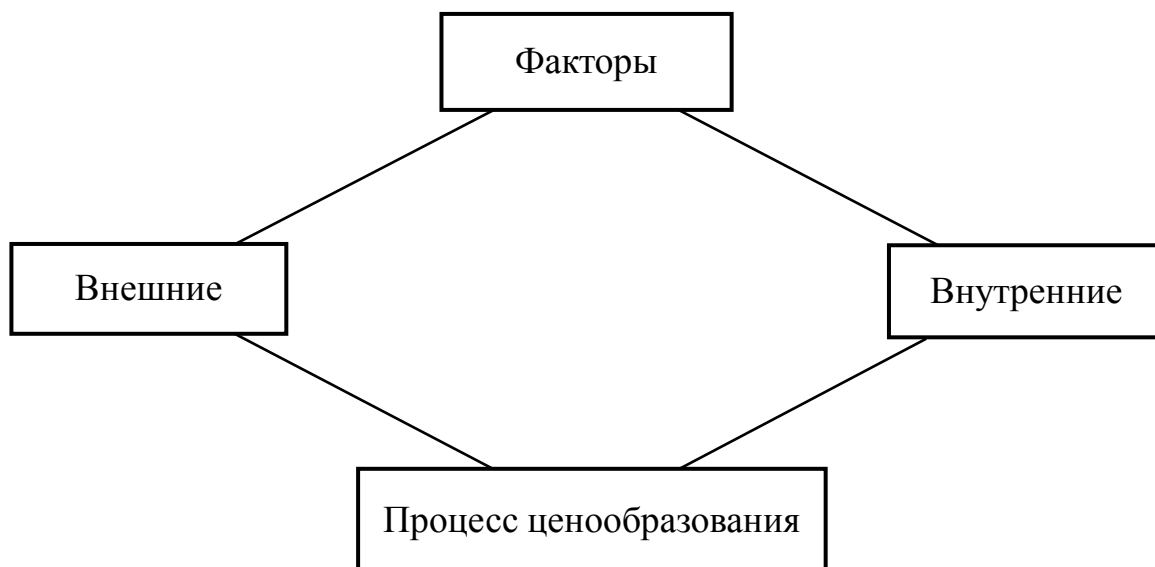 Факторы
Внешние
Внутренние
Процесс ценообразования